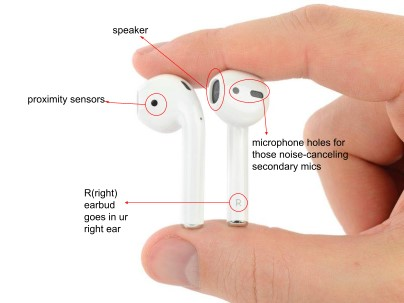 speaker
proximity sensors
microphone holes for
those noise-canceling
secondary mics
R(right)
earbud
goes in ur
right ear
R